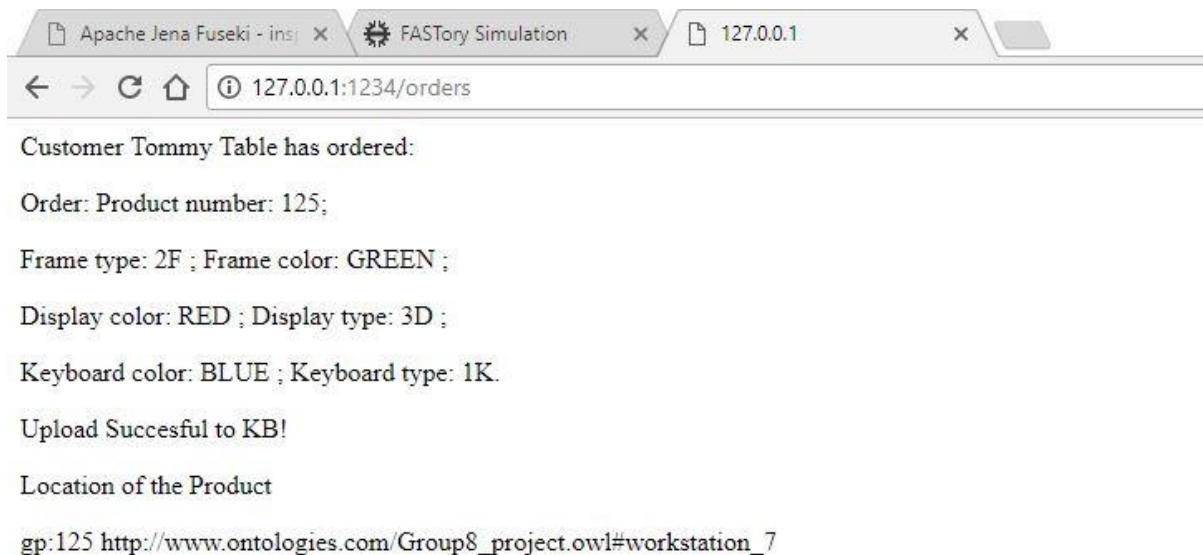 Apache Jena Fuseki - ins
FASTory Simulation
127.0.0.1
127.0.0.1:1234/orders
Customer Tommy Table has ordered:
Order: Product number: 125;
Frame type: 2F ; Frame color: GREEN ;
Display color: RED ; Display type: 3D ;
Keyboard color: BLUE ; Keyboard type: 1K.
Upload Succesful to KB!
Location of the Product
gp:125 http://www.ontologies.com/Group8_project.owl#workstation_7